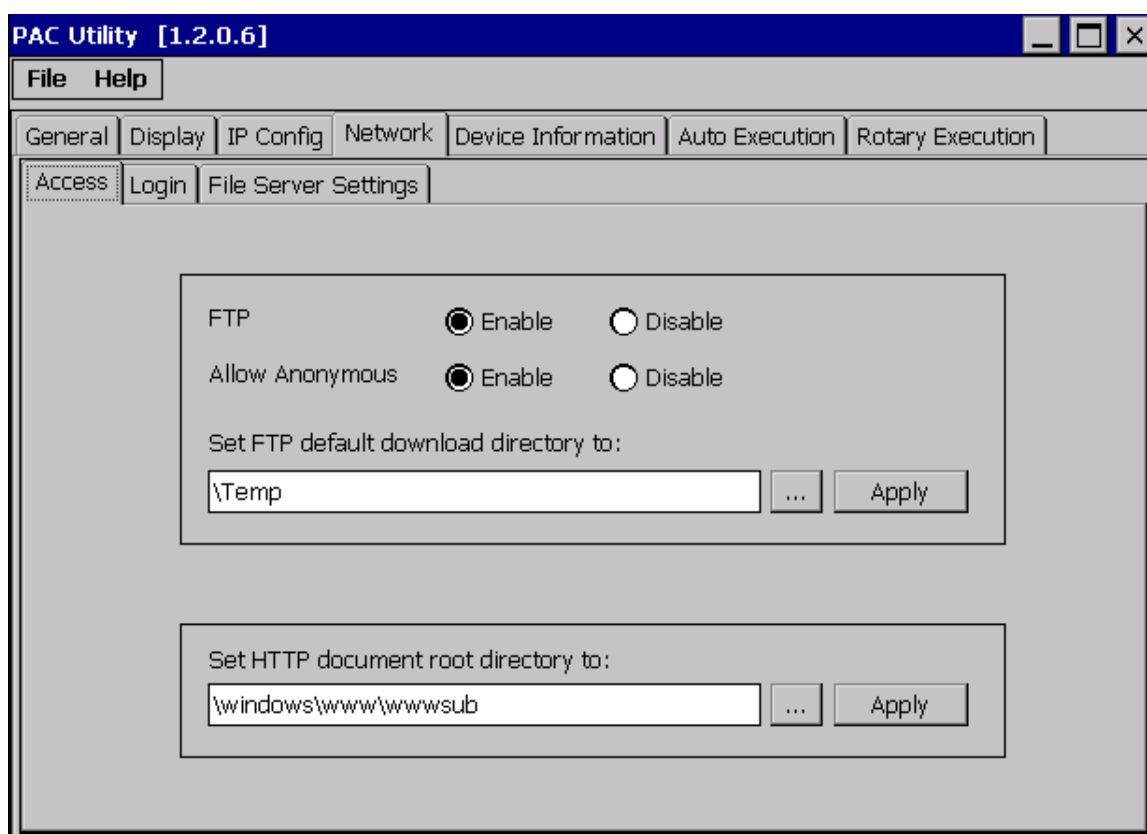 PAC Utility [1.2.0.6]
File Help
General Display IP Config Network Device Information Auto Execution Rotary Execution
Access Login File Server Settings
FTP Enable Disable
Allow Anonymous Enable Disable
Set FTP default download directory to:
\Temp ... Apply
Set HTTP document root directory to:
\windows\www\wwwsub ... Apply